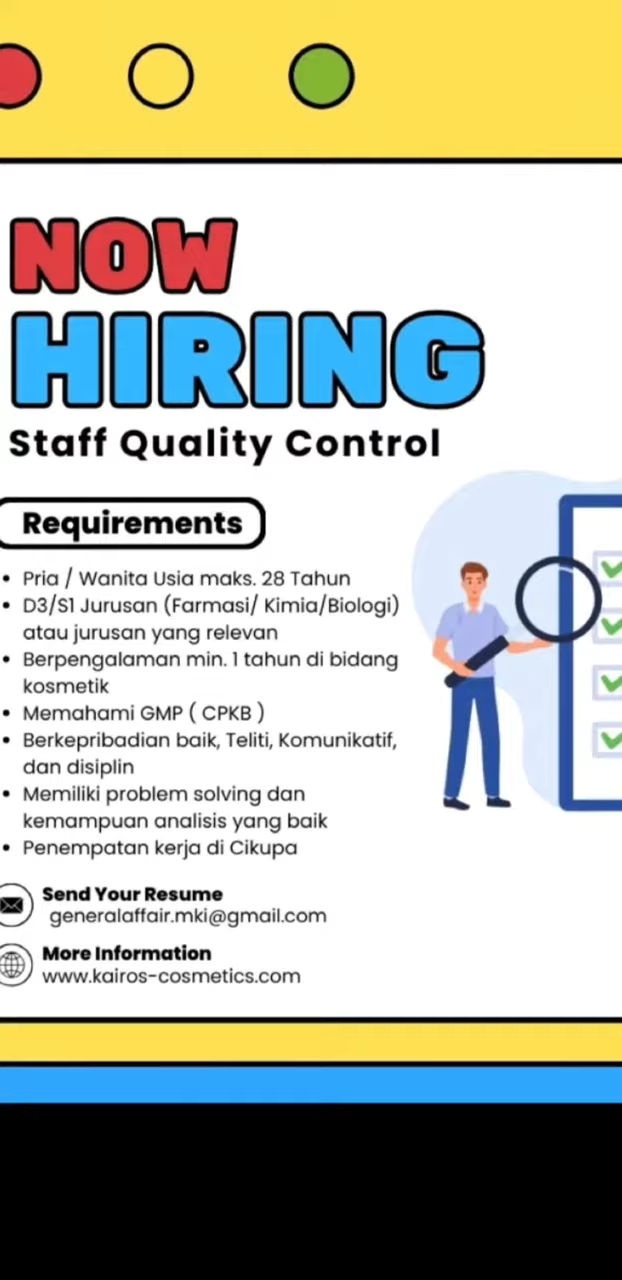 NOW
HIRING
Staff Quality Control
Requirements
• Pria / Wanita Usia maks. 28 Tahun
• D3/S1 Jurusan (Farmasi/ Kimia/Biologi)
atau jurusan yang relevan
• Berpengalaman min. 1 tahun di bidang
kosmetik
• Memahami GMP ( CPKB )
• Berkepribadian baik, Teliti, Komunikatif,
dan disiplin
• Memiliki problem solving dan
kemampuan analisis yang baik
• Penempatan kerja di Cikupa
Send Your Resume
generalaffair.mki@gmail.com
More Information
www.kairos-cosmetics.com